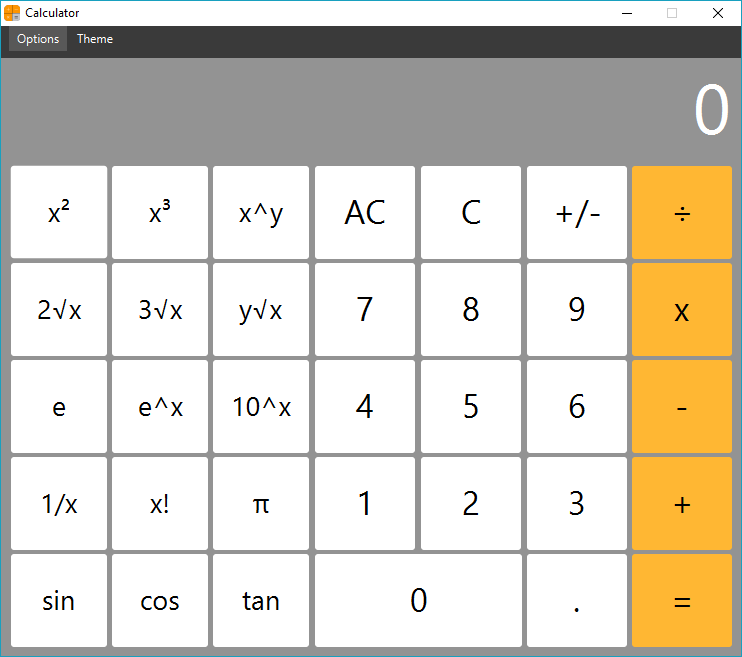 Calculator
Options Theme
0
x² x³ x^y AC C +/- ÷
2√x 3√x y√x 7 8 9 x
e e^x 10^x 4 5 6 -
1/x x! π 1 2 3 +
sin cos tan 0 . =